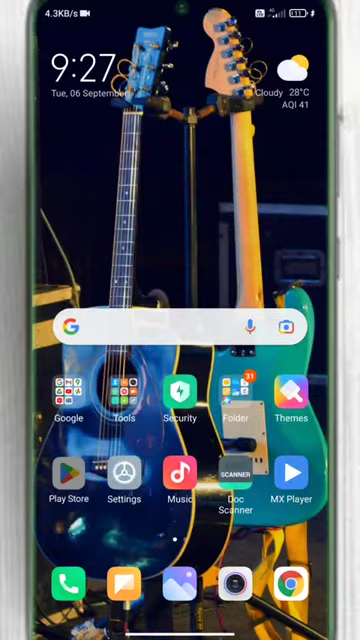 4.3KB/s
9:27
Tue, 06 September
Cloudy 28°C
AQI 41
31
Google
Tools
Security
Folder
Themes
SCANNER
Play Store
Settings
Music
Doc Scanner
MX Player